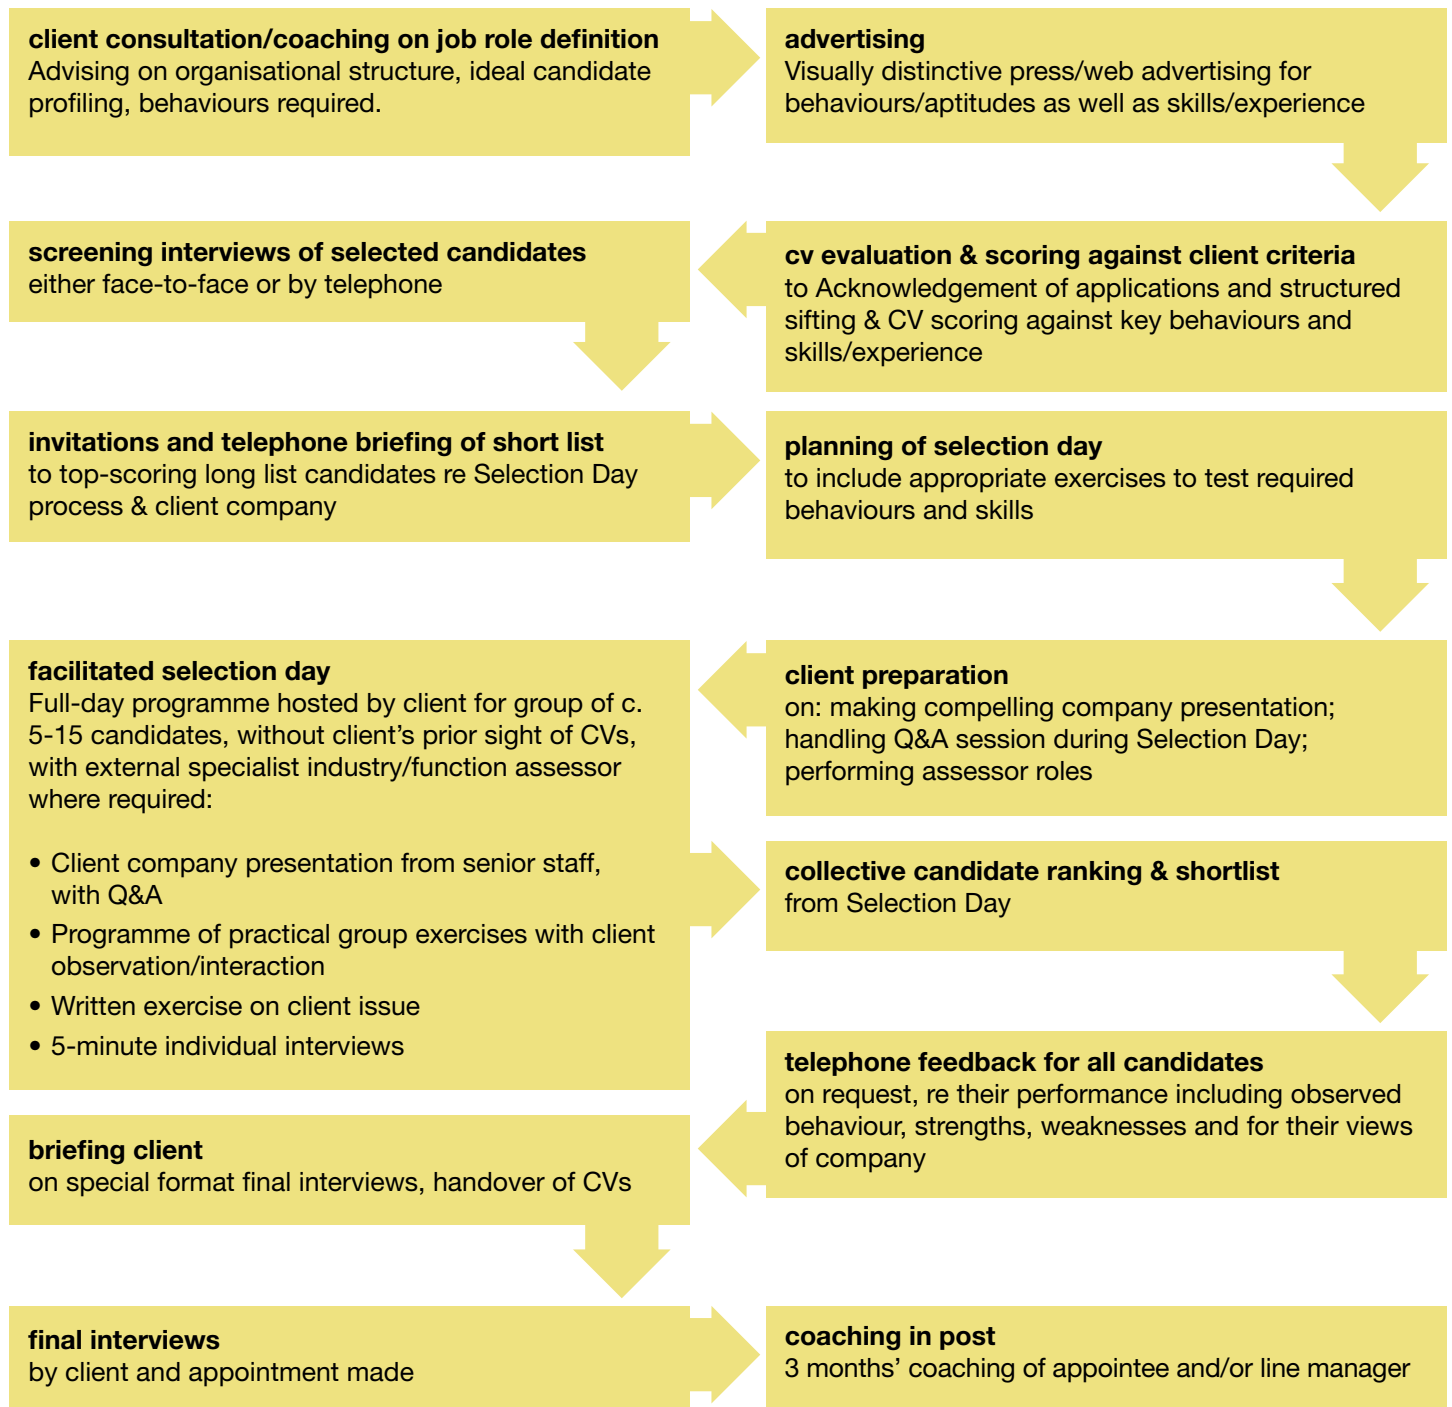 client consultation/coaching on job role definition
Advising on organisational structure, ideal candidate
profiling, behaviours required.
advertising
Visually distinctive press/web advertising for
behaviours/aptitudes as well as skills/experience
cv evaluation & scoring against client criteria
to Acknowledgement of applications and structured
sifting & CV scoring against key behaviours and
skills/experience
screening interviews of selected candidates
either face-to-face or by telephone
invitations and telephone briefing of short list
to top-scoring long list candidates re Selection Day
process & client company
planning of selection day
to include appropriate exercises to test required
behaviours and skills
client preparation
on: making compelling company presentation;
handling Q&A session during Selection Day;
performing assessor roles
facilitated selection day
Full-day programme hosted by client for group of c.
5-15 candidates, without client’s prior sight of CVs,
with external specialist industry/function assessor
where required:
• Client company presentation from senior staff,
with Q&A
• Programme of practical group exercises with client
observation/interaction
• Written exercise on client issue
• 5-minute individual interviews
collective candidate ranking & shortlist
from Selection Day
telephone feedback for all candidates
on request, re their performance including observed
behaviour, strengths, weaknesses and for their views
of company
briefing client
on special format final interviews, handover of CVs
final interviews
by client and appointment made
coaching in post
3 months’ coaching of appointee and/or line manager